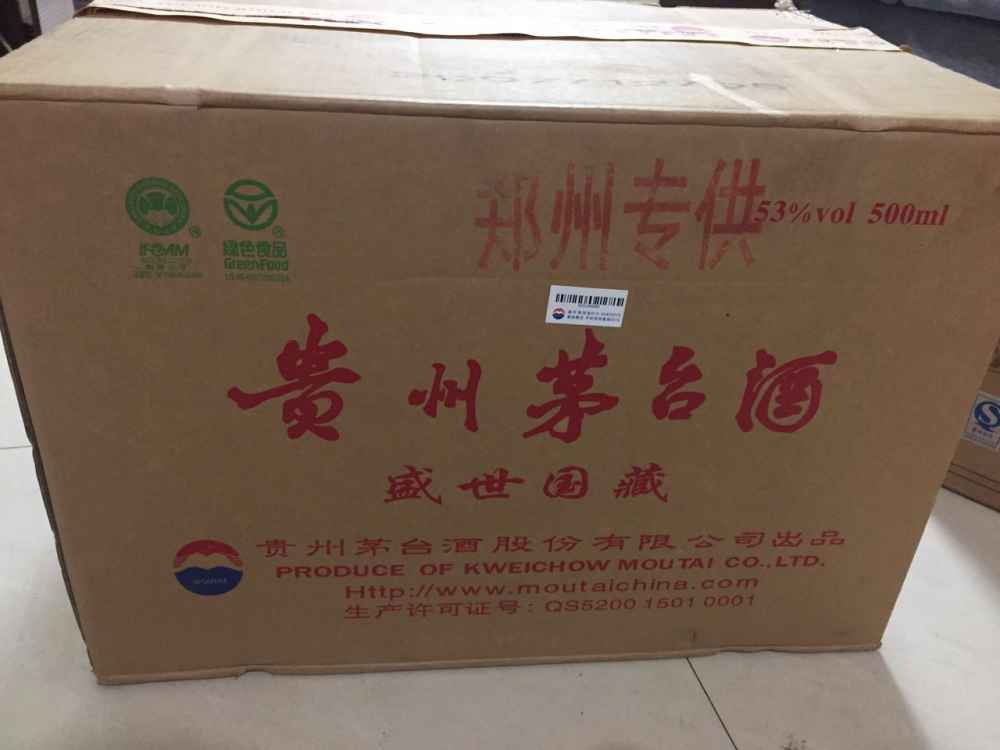 郑州专供
53%vol 500ml
IFOAM
绿色食品
GreenFood
贵州茅台酒
盛世国藏
贵州茅台酒股份有限公司出品
PRODUCE OF KWEICHOW MOUTAI CO.,LTD.
Http://www.moutaichina.com
生产许可证号: QS5200 1501 0001